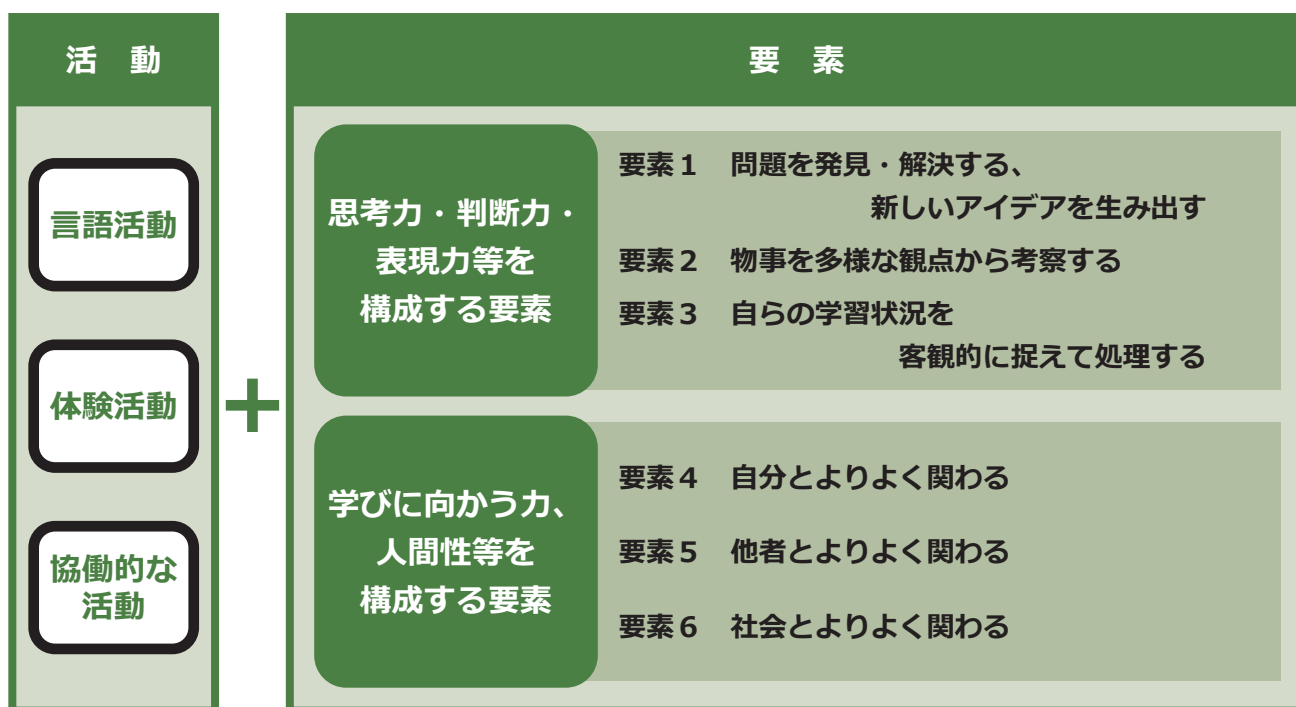 活 動
言語活動
体験活動
協働的な
活動
+
要 素
思考力・判断力・
表現力等を
構成する要素
要素1 問題を発見・解決する、
新しいアイデアを生み出す
要素2 物事を多様な観点から考察する
要素3 自らの学習状況を
客観的に捉えて処理する
学びに向かう力、
人間性等を
構成する要素
要素4 自分とよりよく関わる
要素5 他者とよりよく関わる
要素6 社会とよりよく関わる